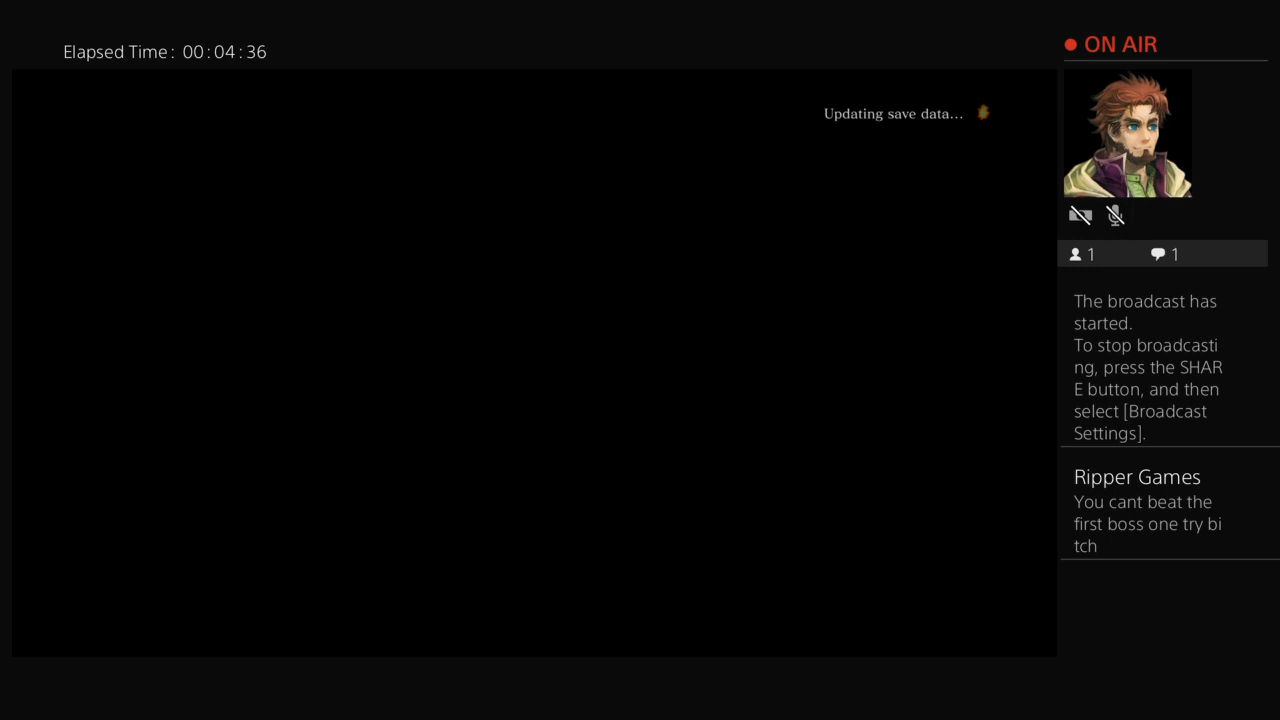 Elapsed Time: 00:04:36
ON AIR
Updating save data...
1 1
The broadcast has
started.
To stop broadcasti
ng, press the SHAR
E button, and then
select [Broadcast
Settings].
Ripper Games
You cant beat the
first boss one try bi
tch